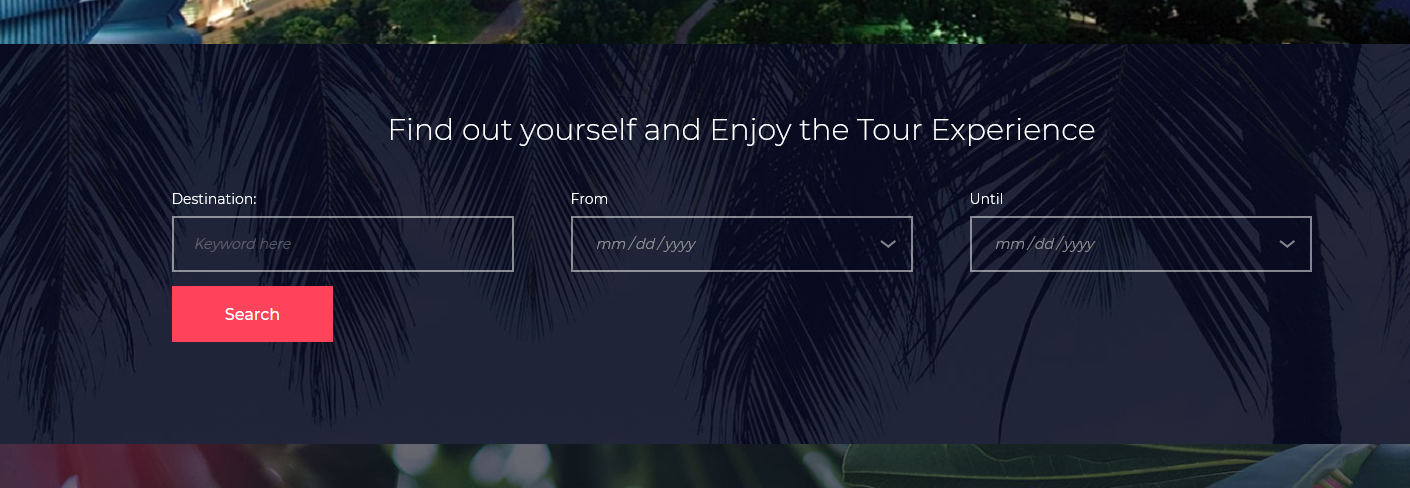 Find out yourself and Enjoy the Tour Experience
Destination: From Until
Keyword here mm/dd/yyyy mm/dd/yyyy
Search